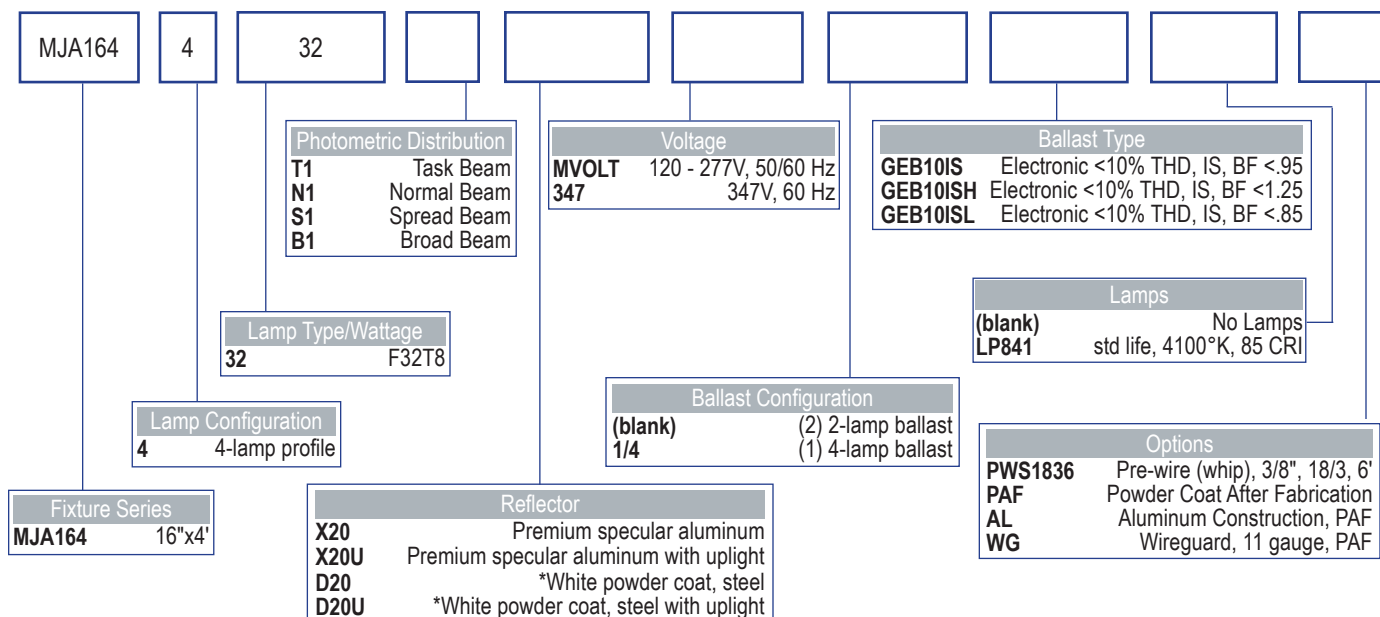 MJA164 4 32
Photometric Distribution
T1 Task Beam
N1 Normal Beam
S1 Spread Beam
B1 Broad Beam
Voltage
MVOLT 120 - 277V, 50/60 Hz
347 347V, 60 Hz
Ballast Type
GEB10IS Electronic <10% THD, IS, BF <.95
GEB10ISH Electronic <10% THD, IS, BF <1.25
GEB10ISL Electronic <10% THD, IS, BF <.85
Lamps
(blank) No Lamps
LP841 std life, 4100°K, 85 CRI
Lamp Type/Wattage
32 F32T8
Ballast Configuration
(blank) (2) 2-lamp ballast
1/4 (1) 4-lamp ballast
Lamp Configuration
4 4-lamp profile
Options
PWS1836 Pre-wire (whip), 3/8", 18/3, 6'
PAF Powder Coat After Fabrication
AL Aluminum Construction, PAF
WG Wireguard, 11 gauge, PAF
Fixture Series
MJA164 16"x4'
Reflector
X20 Premium specular aluminum
X20U Premium specular aluminum with uplight
D20 *White powder coat, steel
D20U *White powder coat, steel with uplight